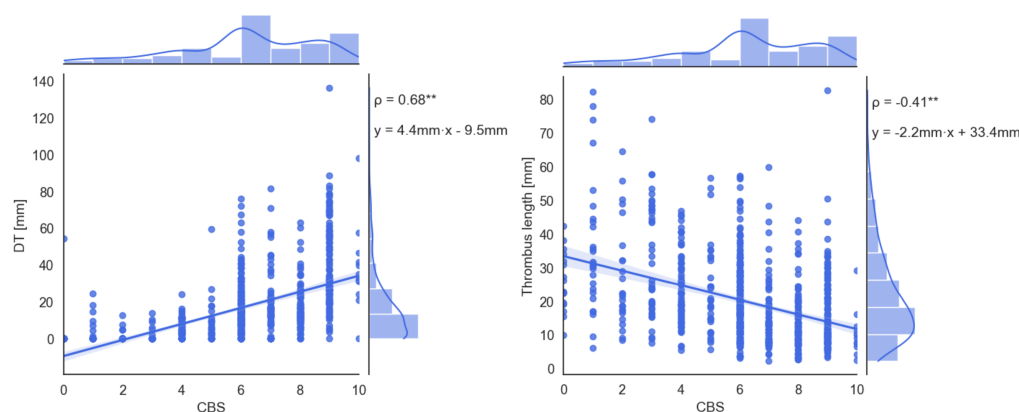 140
120
100
80
60
40
20
0
DT [mm]
0 2 4 6 8 10
CBS
ρ = 0.68**
y = 4.4mm·x - 9.5mm
80
70
60
50
40
30
20
10
0
Thrombus length [mm]
0 2 4 6 8 10
CBS
ρ = -0.41**
y = -2.2mm·x + 33.4mm